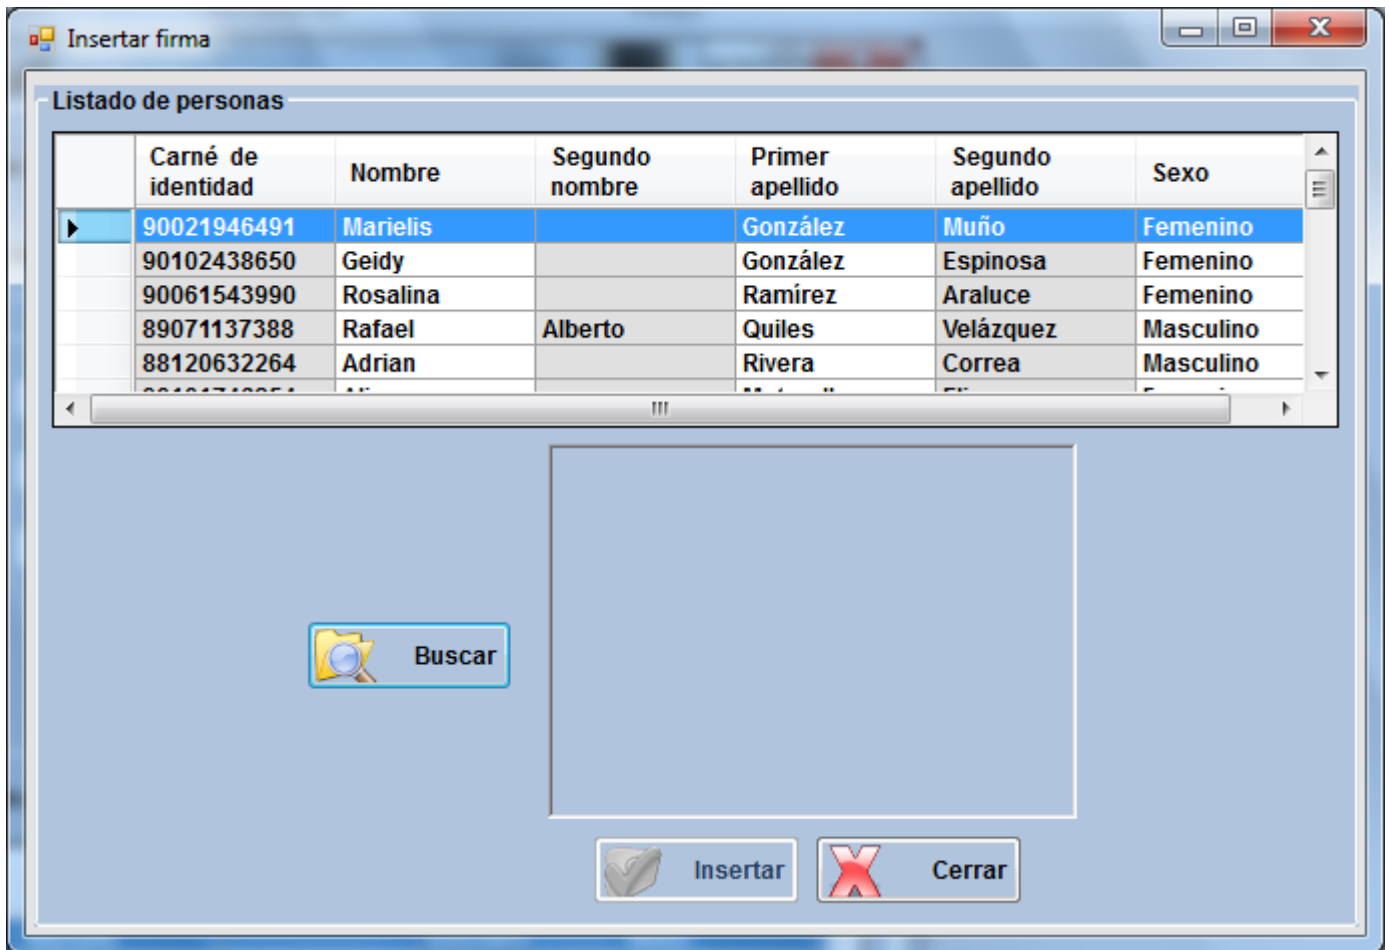 Insertar firma
Listado de personas
Carné de identidad Nombre Segundo nombre Primer apellido Segundo apellido Sexo
90021946491 Marielis González Muño Femenino
90102438650 Geidy González Espinosa Femenino
90061543990 Rosalina Ramírez Araluce Femenino
89071137388 Rafael Alberto Quiles Velázquez Masculino
88120632264 Adrian Rivera Correa Masculino
Buscar
Insertar Cerrar